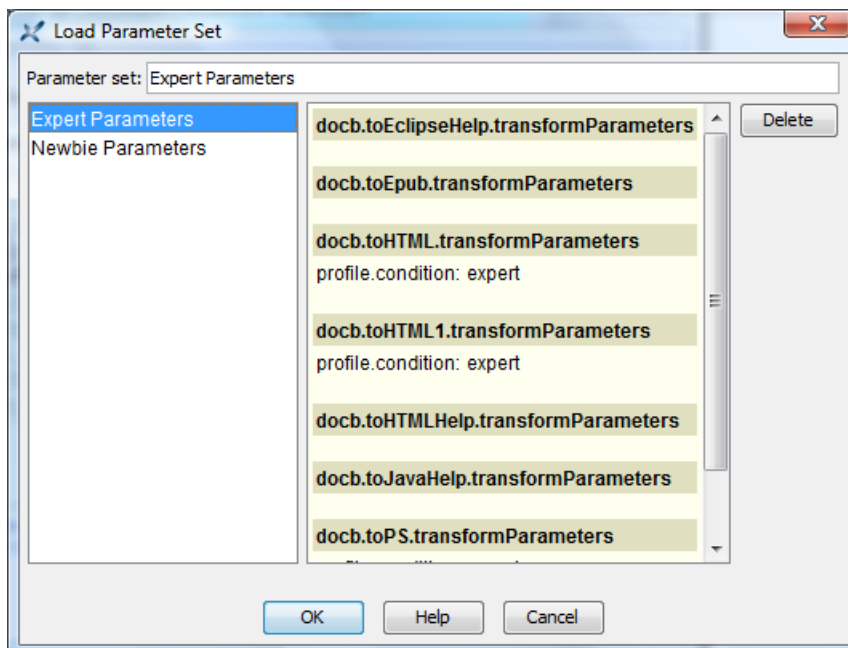 Load Parameter Set
Parameter set: Expert Parameters
Expert Parameters
Newbie Parameters
docb.toEclipseHelp.transformParameters
docb.toEpub.transformParameters
docb.toHTML.transformParameters
profile.condition: expert
docb.toHTML1.transformParameters
profile.condition: expert
docb.toHTMLHelp.transformParameters
docb.toJavaHelp.transformParameters
docb.toPS.transformParameters
Delete
OK
Help
Cancel